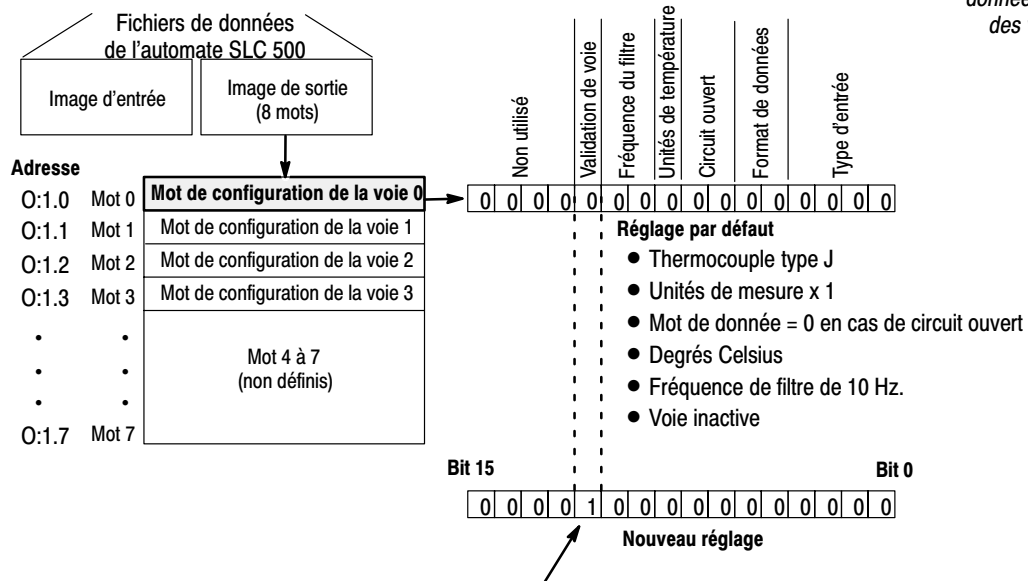 donnée
des
Fichiers de données
de l'automate SLC 500
Image d'entrée
Image de sortie
(8 mots)
Non utilisé
Validation de voie
Fréquence du filtre
Unités de température
Circuit ouvert
Format de données
Type d'entrée
Adresse
O:1.0 Mot 0 Mot de configuration de la voie 0
O:1.1 Mot 1 Mot de configuration de la voie 1
O:1.2 Mot 2 Mot de configuration de la voie 2
O:1.3 Mot 3 Mot de configuration de la voie 3
Mot 4 à 7
(non définis)
O:1.7 Mot 7
0 0 0 0 0 0 0 0 0 0 0 0 0 0 0 0
Réglage par défaut
● Thermocouple type J
● Unités de mesure x 1
● Mot de donnée = 0 en cas de circuit ouvert
● Degrés Celsius
● Fréquence de filtre de 10 Hz.
● Voie inactive
Bit 15 Bit 0
0 0 0 0 1 0 0 0 0 0 0 0 0 0 0 0
Nouveau réglage